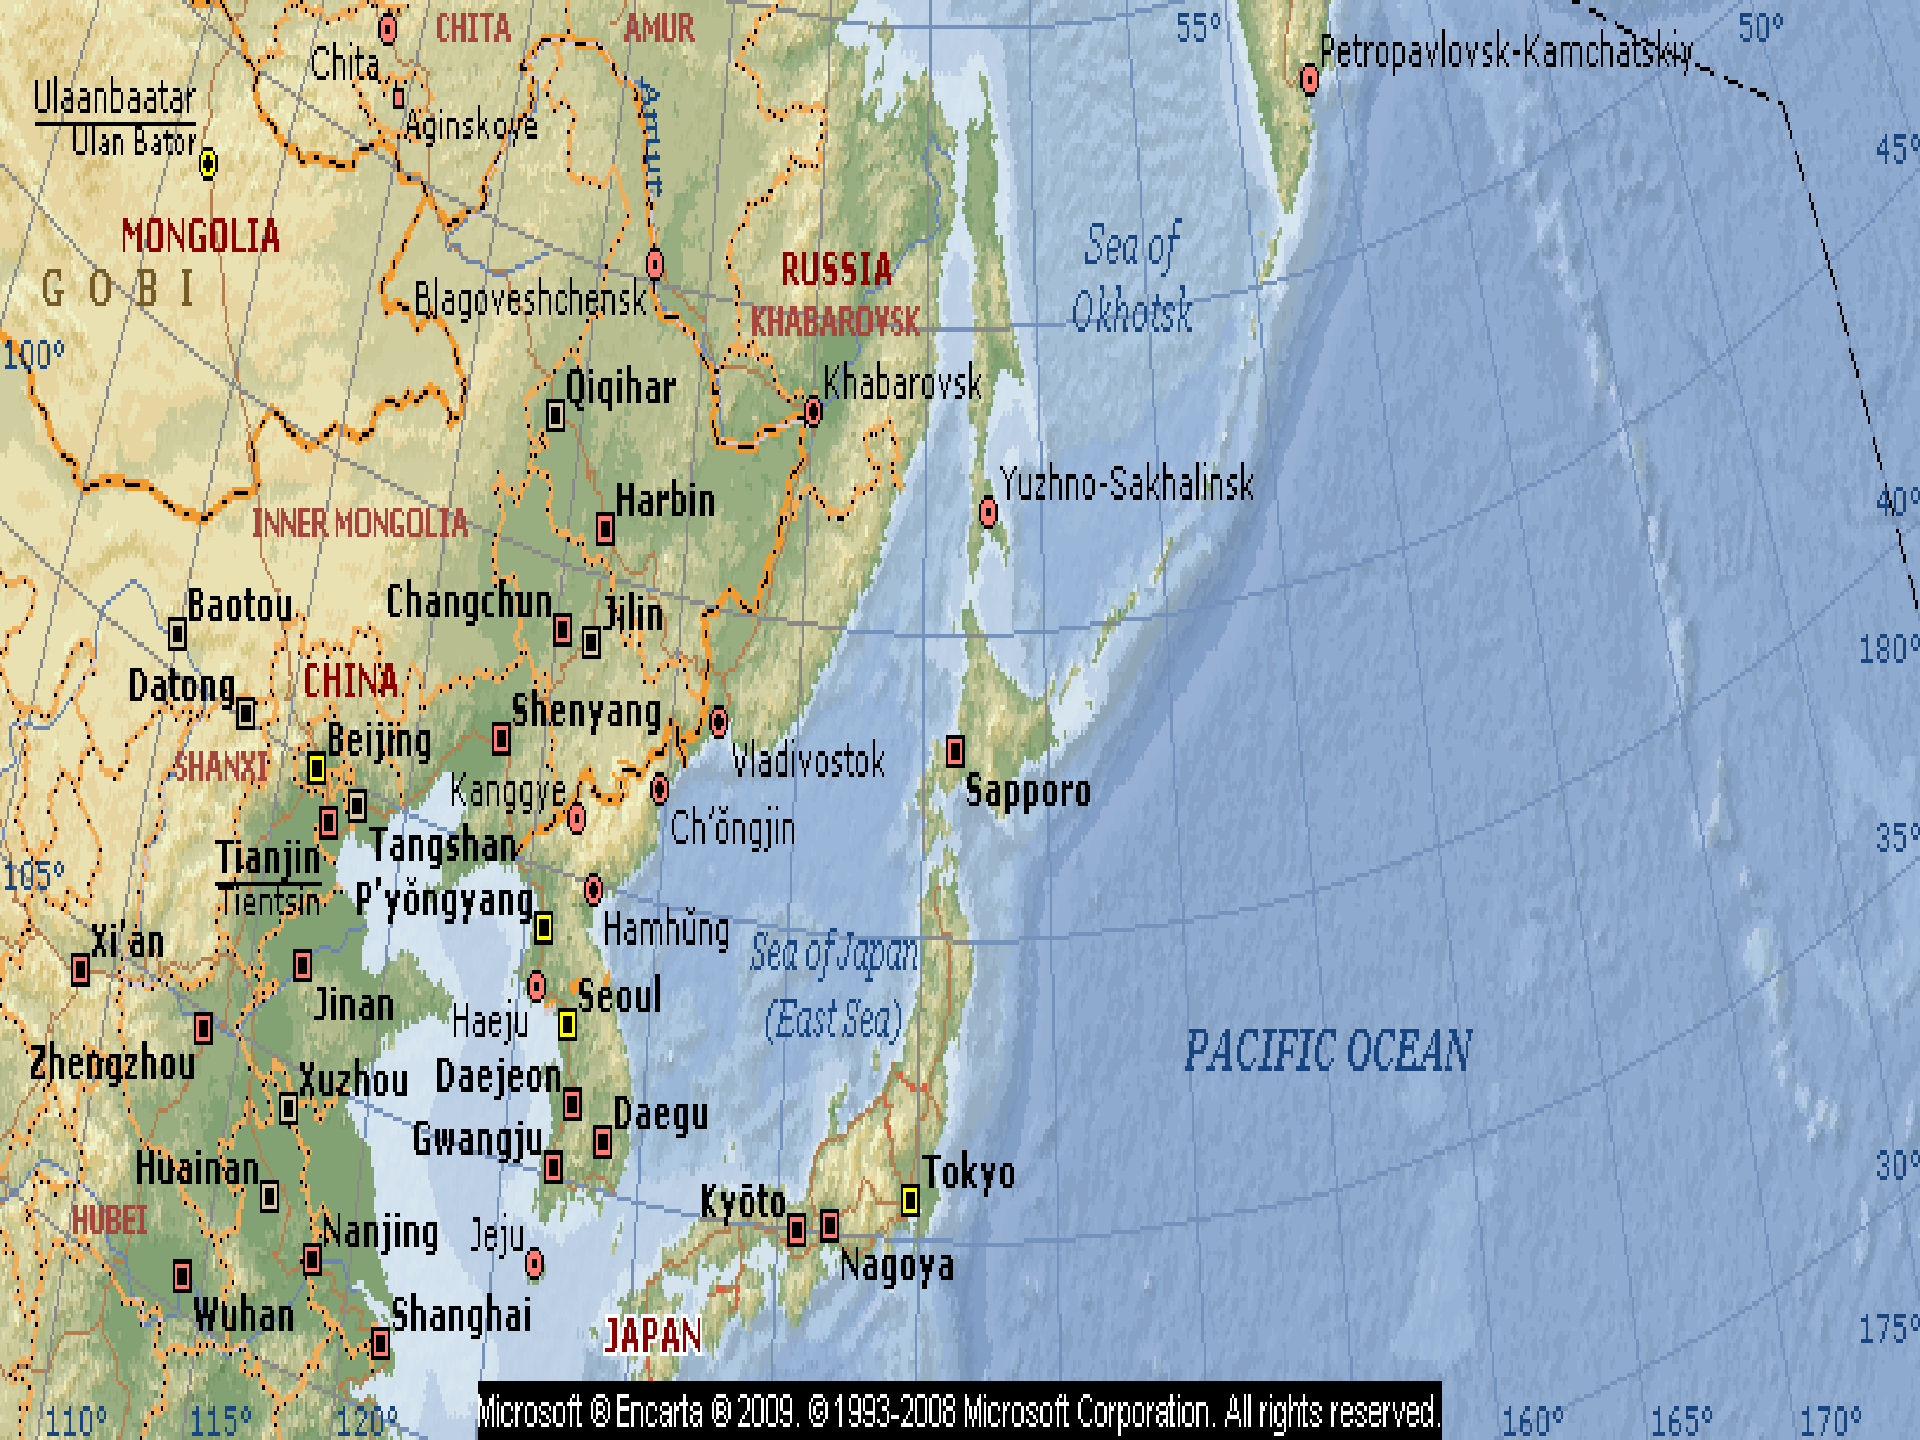 CHITA
AMUR
55°
50°
Petropavlovsk-Kamchatskiy
Chita
Ulaanbaatar
Ulan Bator
Aginskoye
Amur
45°
MONGOLIA
GOBI
RUSSIA
KHABAROVSK
Sea of
Okhotsk
Blagoveshchensk
100°
Qiqihar
Khabarovsk
Yuzhno-Sakhalinsk
Harbin
40°
INNER MONGOLIA
Baotou
Changchun
Jilin
180°
Datong
CHINA
Shenyang
Beijing
SHANXI
Vladivostok
Kanggye
Sapporo
Ch'ŏngjin
35°
Tangshan
Tianjin
Tientsin
105°
P'yŏngyang
Hamhŭng
Xi'an
Sea of Japan
(East Sea)
Jinan
Seoul
Haeju
PACIFIC OCEAN
Zhengzhou
Xuzhou
Daejeon
Daegu
Gwangju
Huainan
Tokyo
30°
Kyōto
HUBEI
Nanjing
Jeju
Nagoya
Wuhan
Shanghai
JAPAN
175°
110°
115°
120°
Microsoft ® Encarta ® 2009. © 1993-2008 Microsoft Corporation. All rights reserved.
160°
165°
170°